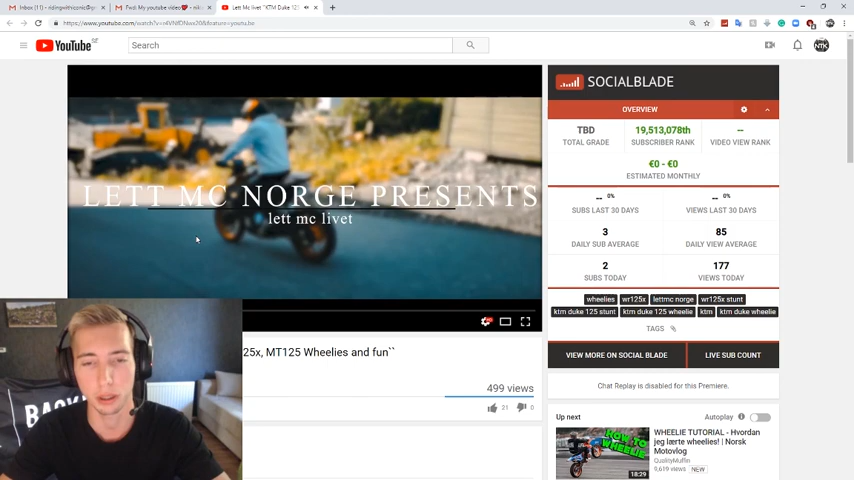 Inbox (11) - ridingwithiconic@
Fwd: My youtube video
Lett Mc livet "KTM Duke 12
https://www.youtube.com/watch?v=
YouTube
Search
NTK
LETT MC NORGE PRESENTS
lett mc livet
25x, MT125 Wheelies and fun``
499 views
21
0
SOCIALBLADE
OVERVIEW
TBD
TOTAL GRADE
19,513,078th
SUBSCRIBER RANK
--
VIDEO VIEW RANK
€0 - €0
ESTIMATED MONTHLY
-- 0%
SUBS LAST 30 DAYS
-- 0%
VIEWS LAST 30 DAYS
3
DAILY SUB AVERAGE
85
DAILY VIEW AVERAGE
2
SUBS TODAY
177
VIEWS TODAY
wheelies wr125x lettmc norge wr125x stunt
ktm duke 125 stunt ktm duke 125 wheelie ktm ktm duke wheelie
TAGS
VIEW MORE ON SOCIAL BLADE
LIVE SUB COUNT
Chat Replay is disabled for this Premiere.
Up next
Autoplay
WHEELIE TUTORIAL - Hvordan
jeg lærte wheelies! | Norsk
Motovlog
QualityMuffin
9,619 views NEW
HOW TO
WHEELIE
18:29